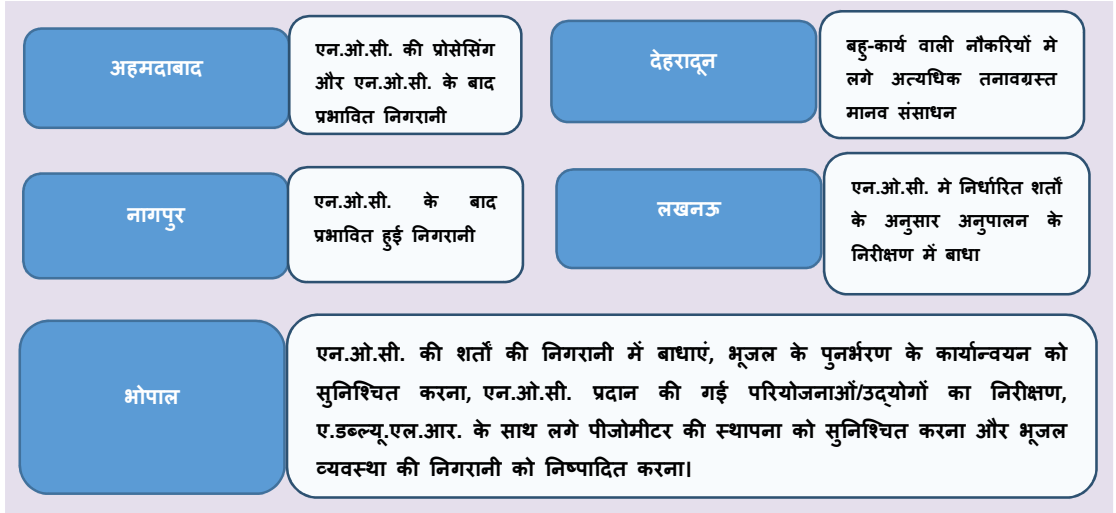 अहमदाबाद
एन.ओ.सी. की प्रोसेसिंग
और एन.ओ.सी. के बाद
प्रभावित निगरानी
देहरादून
बहु-कार्य वाली नौकरियों मे
लगे अत्यधिक तनावग्रस्त
मानव संसाधन
नागपुर
एन.ओ.सी. के बाद
प्रभावित हुई निगरानी
लखनऊ
एन.ओ.सी. मे निर्धारित शर्तों
के अनुसार अनुपालन के
निरीक्षण में बाधा
भोपाल
एन.ओ.सी. की शर्तों की निगरानी में बाधाएं, भूजल के पुनर्भरण के कार्यान्वयन को
सुनिश्चित करना, एन.ओ.सी. प्रदान की गई परियोजनाओं/उद्योगों का निरीक्षण,
ए.डब्ल्यू.एल.आर. के साथ लगे पीजोमीटर की स्थापना को सुनिश्चित करना और भूजल
व्यवस्था की निगरानी को निष्पादित करना।